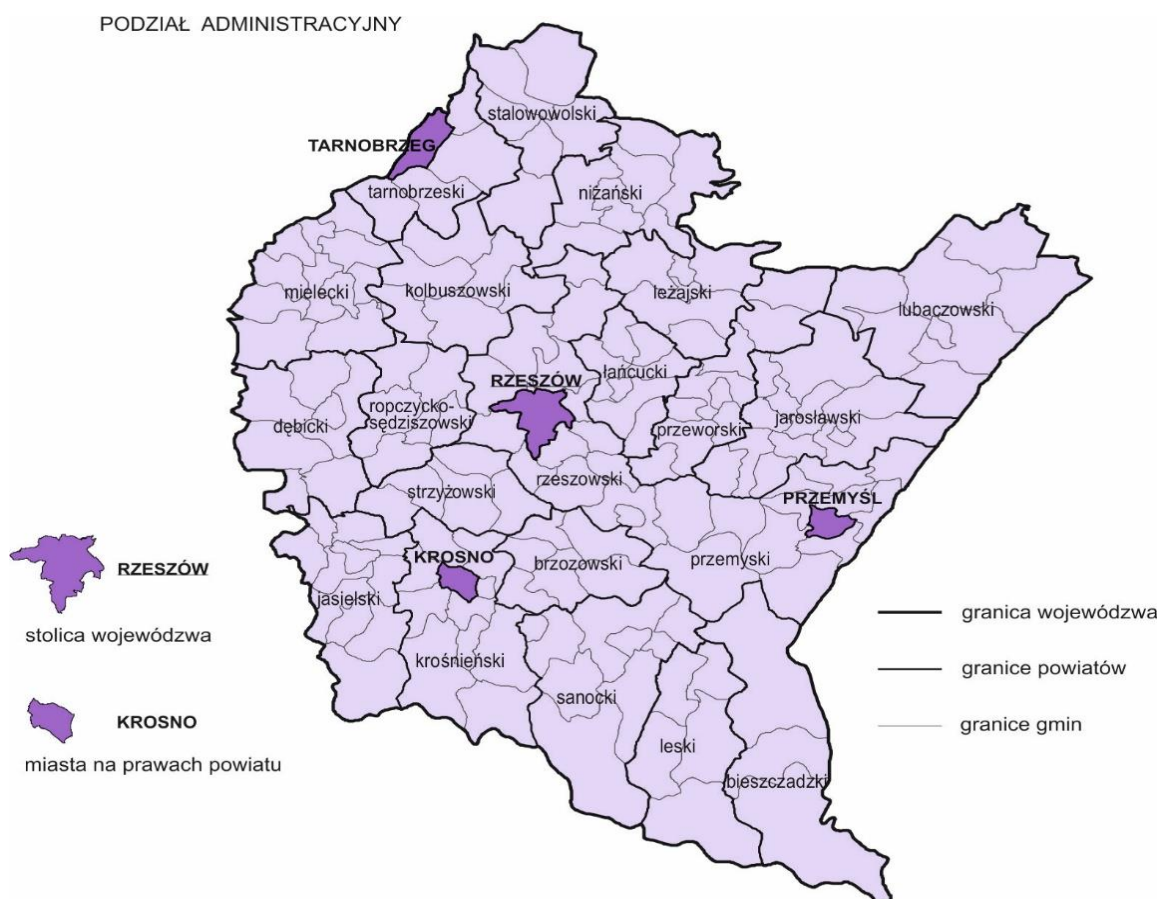 PODZIAŁ ADMINISTRACYJNY
stalowowolski
TARNOBRZEG
tarnobrzeski
niżański
mielecki
kolbuszowski
leżajski
lubaczowski
RZESZÓW
łańcucki
ropczycko-
sędziszowski
dębicki
przeworski
jarosławski
strzyżowski
rzeszowski
PRZEMYŚL
KROSNO
brzozowski
przemyski
jasielski
krośnieński
sanocki
leski
bieszczadzki
RZESZÓW
stolica wojewódzwa
KROSNO
miasta na prawach powiatu
granica wojewódzwa
granice powiatów
granice gmin